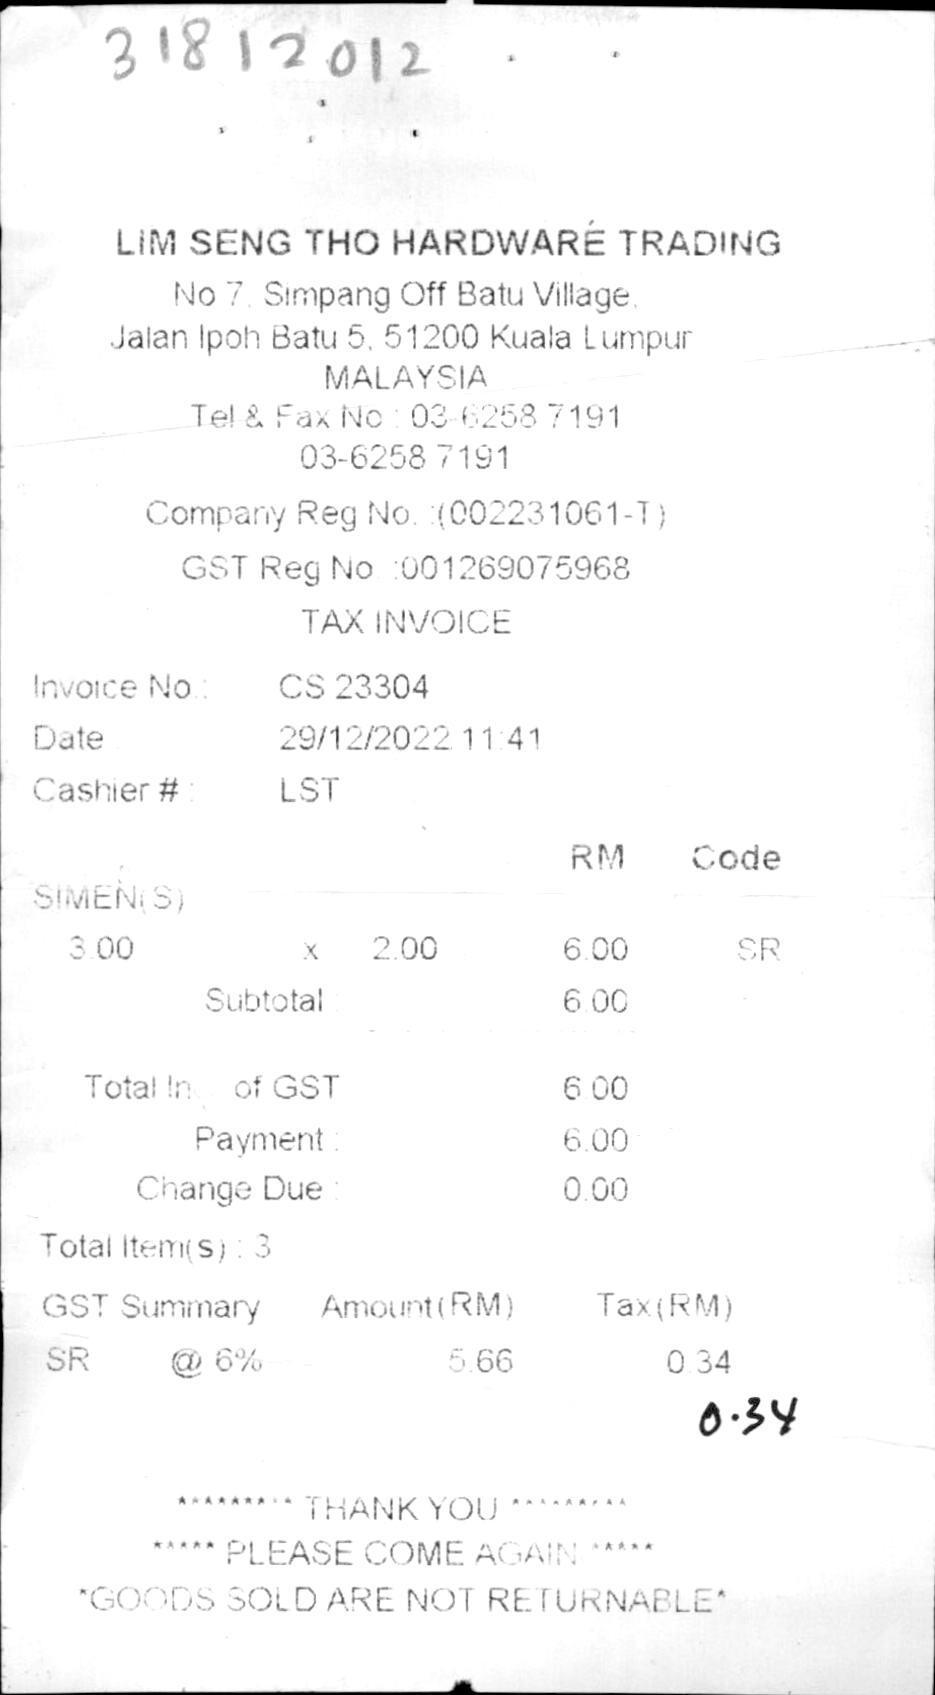 31812012
LIM SENG THO HARDWARE TRADING
No 7, Simpang Off Batu Village,
Jalan Ipoh Batu 5, 51200 Kuala Lumpur
MALAYSIA
Tel & Fax No : 03-6258 7191
03-6258 7191
Company Reg No. :(002231061-T)
GST Reg No :001269075968
TAX INVOICE
Invoice No : CS 23304
Date 29/12/2022 11:41
Cashier # : LST
RM Code
SIMEN(S)
3.00 x 2.00 6.00 SR
Subtotal : 6.00
Total of GST 6.00
Payment : 6.00
Change Due : 0.00
Total Item(s) : 3
GST Summary Amount(RM) Tax(RM)
SR @ 6% 5.66 0.34
0.34
********* THANK YOU *********
***** PLEASE COME AGAIN *****
*GOODS SOLD ARE NOT RETURNABLE*